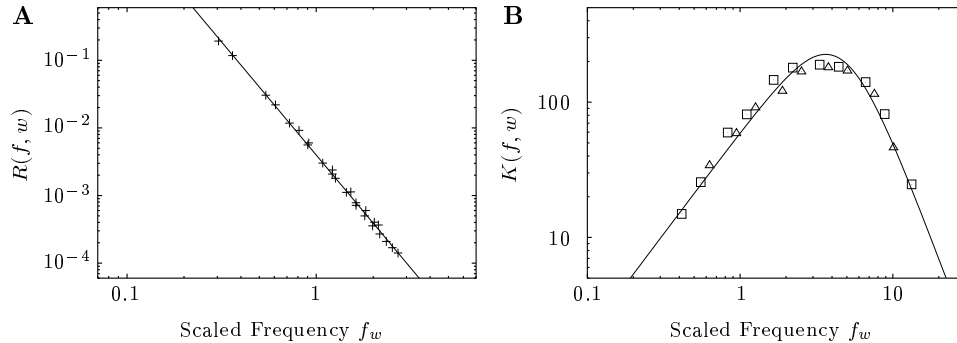 A
10⁻¹
10⁻²
10⁻³
10⁻⁴
R(f, w)
0.1
1
Scaled Frequency f_w
B
100
10
K(f, w)
0.1
1
10
Scaled Frequency f_w